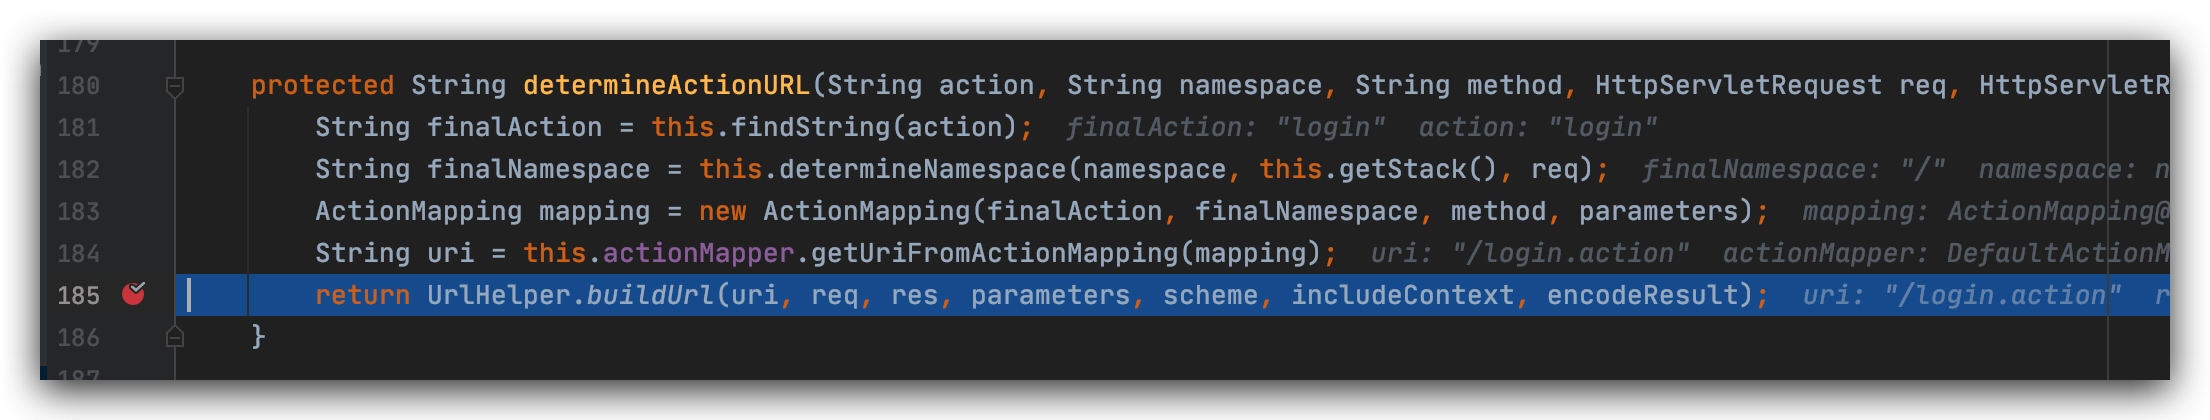 179
180 protected String determineActionURL(String action, String namespace, String method, HttpServletRequest req, HttpServletR
181 String finalAction = this.findString(action); finalAction: "login" action: "login"
182 String finalNamespace = this.determineNamespace(namespace, this.getStack(), req); finalNamespace: "/" namespace: n
183 ActionMapping mapping = new ActionMapping(finalAction, finalNamespace, method, parameters); mapping: ActionMapping@
184 String uri = this.actionMapper.getUriFromActionMapping(mapping); uri: "/login.action" actionMapper: DefaultActionM
185 return UrlHelper.buildUrl(uri, req, res, parameters, scheme, includeContext, encodeResult); uri: "/login.action" r
186 }
187